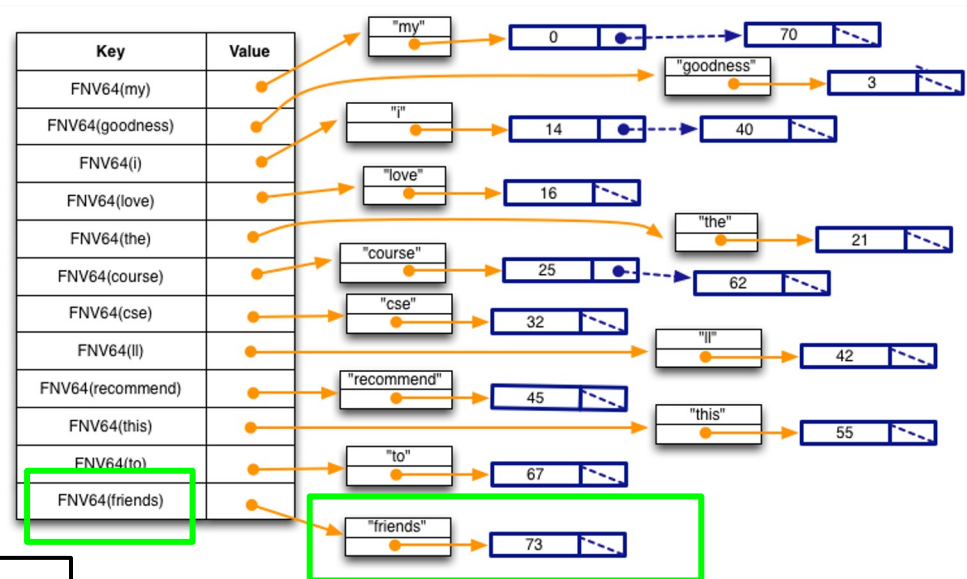 Key Value
FNV64(my)
FNV64(goodness)
FNV64(i)
FNV64(love)
FNV64(the)
FNV64(course)
FNV64(cse)
FNV64(ll)
FNV64(recommend)
FNV64(this)
FNV64(to)
FNV64(friends)
"my" 0 70
"goodness" 3
"i" 14 40
"love" 16
"the" 21
"course" 25 62
"cse" 32
"ll" 42
"recommend" 45
"this" 55
"to" 67
"friends" 73